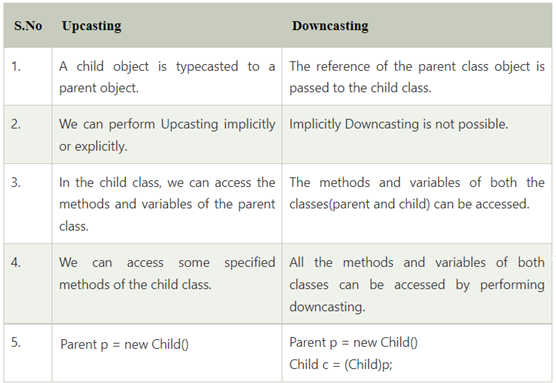 S.No Upcasting Downcasting
1. A child object is typecasted to a The reference of the parent class object is
parent object. passed to the child class.
2. We can perform Upcasting implicitly Implicitly Downcasting is not possible.
or explicitly.
3. In the child class, we can access the The methods and variables of both the
methods and variables of the parent classes(parent and child) can be accessed.
class.
4. We can access some specified All the methods and variables of both
methods of the child class. classes can be accessed by performing
downcasting.
5. Parent p = new Child() Parent p = new Child()
Child c = (Child)p;